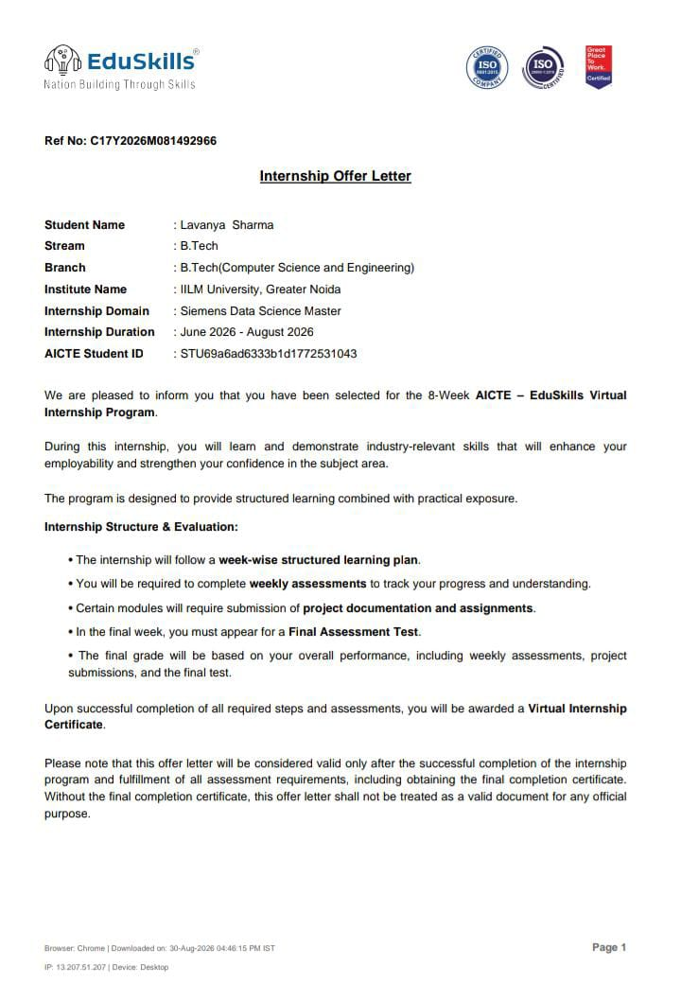 EduSkills®
Nation Building Through Skills
CERTIFIED
ISO
9001:2015
COMPANY
ISO
CERTIFIED
Great
Place
To
Work.
Certified
Ref No: C17Y2026M081492966
Internship Offer Letter
Student Name : Lavanya Sharma
Stream : B.Tech
Branch : B.Tech(Computer Science and Engineering)
Institute Name : IILM University, Greater Noida
Internship Domain : Siemens Data Science Master
Internship Duration : June 2026 - August 2026
AICTE Student ID : STU69a6ad6333b1d1772531043
We are pleased to inform you that you have been selected for the 8-Week AICTE – EduSkills Virtual
Internship Program.
During this internship, you will learn and demonstrate industry-relevant skills that will enhance your
employability and strengthen your confidence in the subject area.
The program is designed to provide structured learning combined with practical exposure.
Internship Structure & Evaluation:
• The internship will follow a week-wise structured learning plan.
• You will be required to complete weekly assessments to track your progress and understanding.
• Certain modules will require submission of project documentation and assignments.
• In the final week, you must appear for a Final Assessment Test.
• The final grade will be based on your overall performance, including weekly assessments, project
submissions, and the final test.
Upon successful completion of all required steps and assessments, you will be awarded a Virtual Internship
Certificate.
Please note that this offer letter will be considered valid only after the successful completion of the internship
program and fulfillment of all assessment requirements, including obtaining the final completion certificate.
Without the final completion certificate, this offer letter shall not be treated as a valid document for any official
purpose.
Browser: Chrome | Downloaded on: 30-Aug-2026 04:46:15 PM IST
Page 1
IP: 13.207.51.207 | Device: Desktop